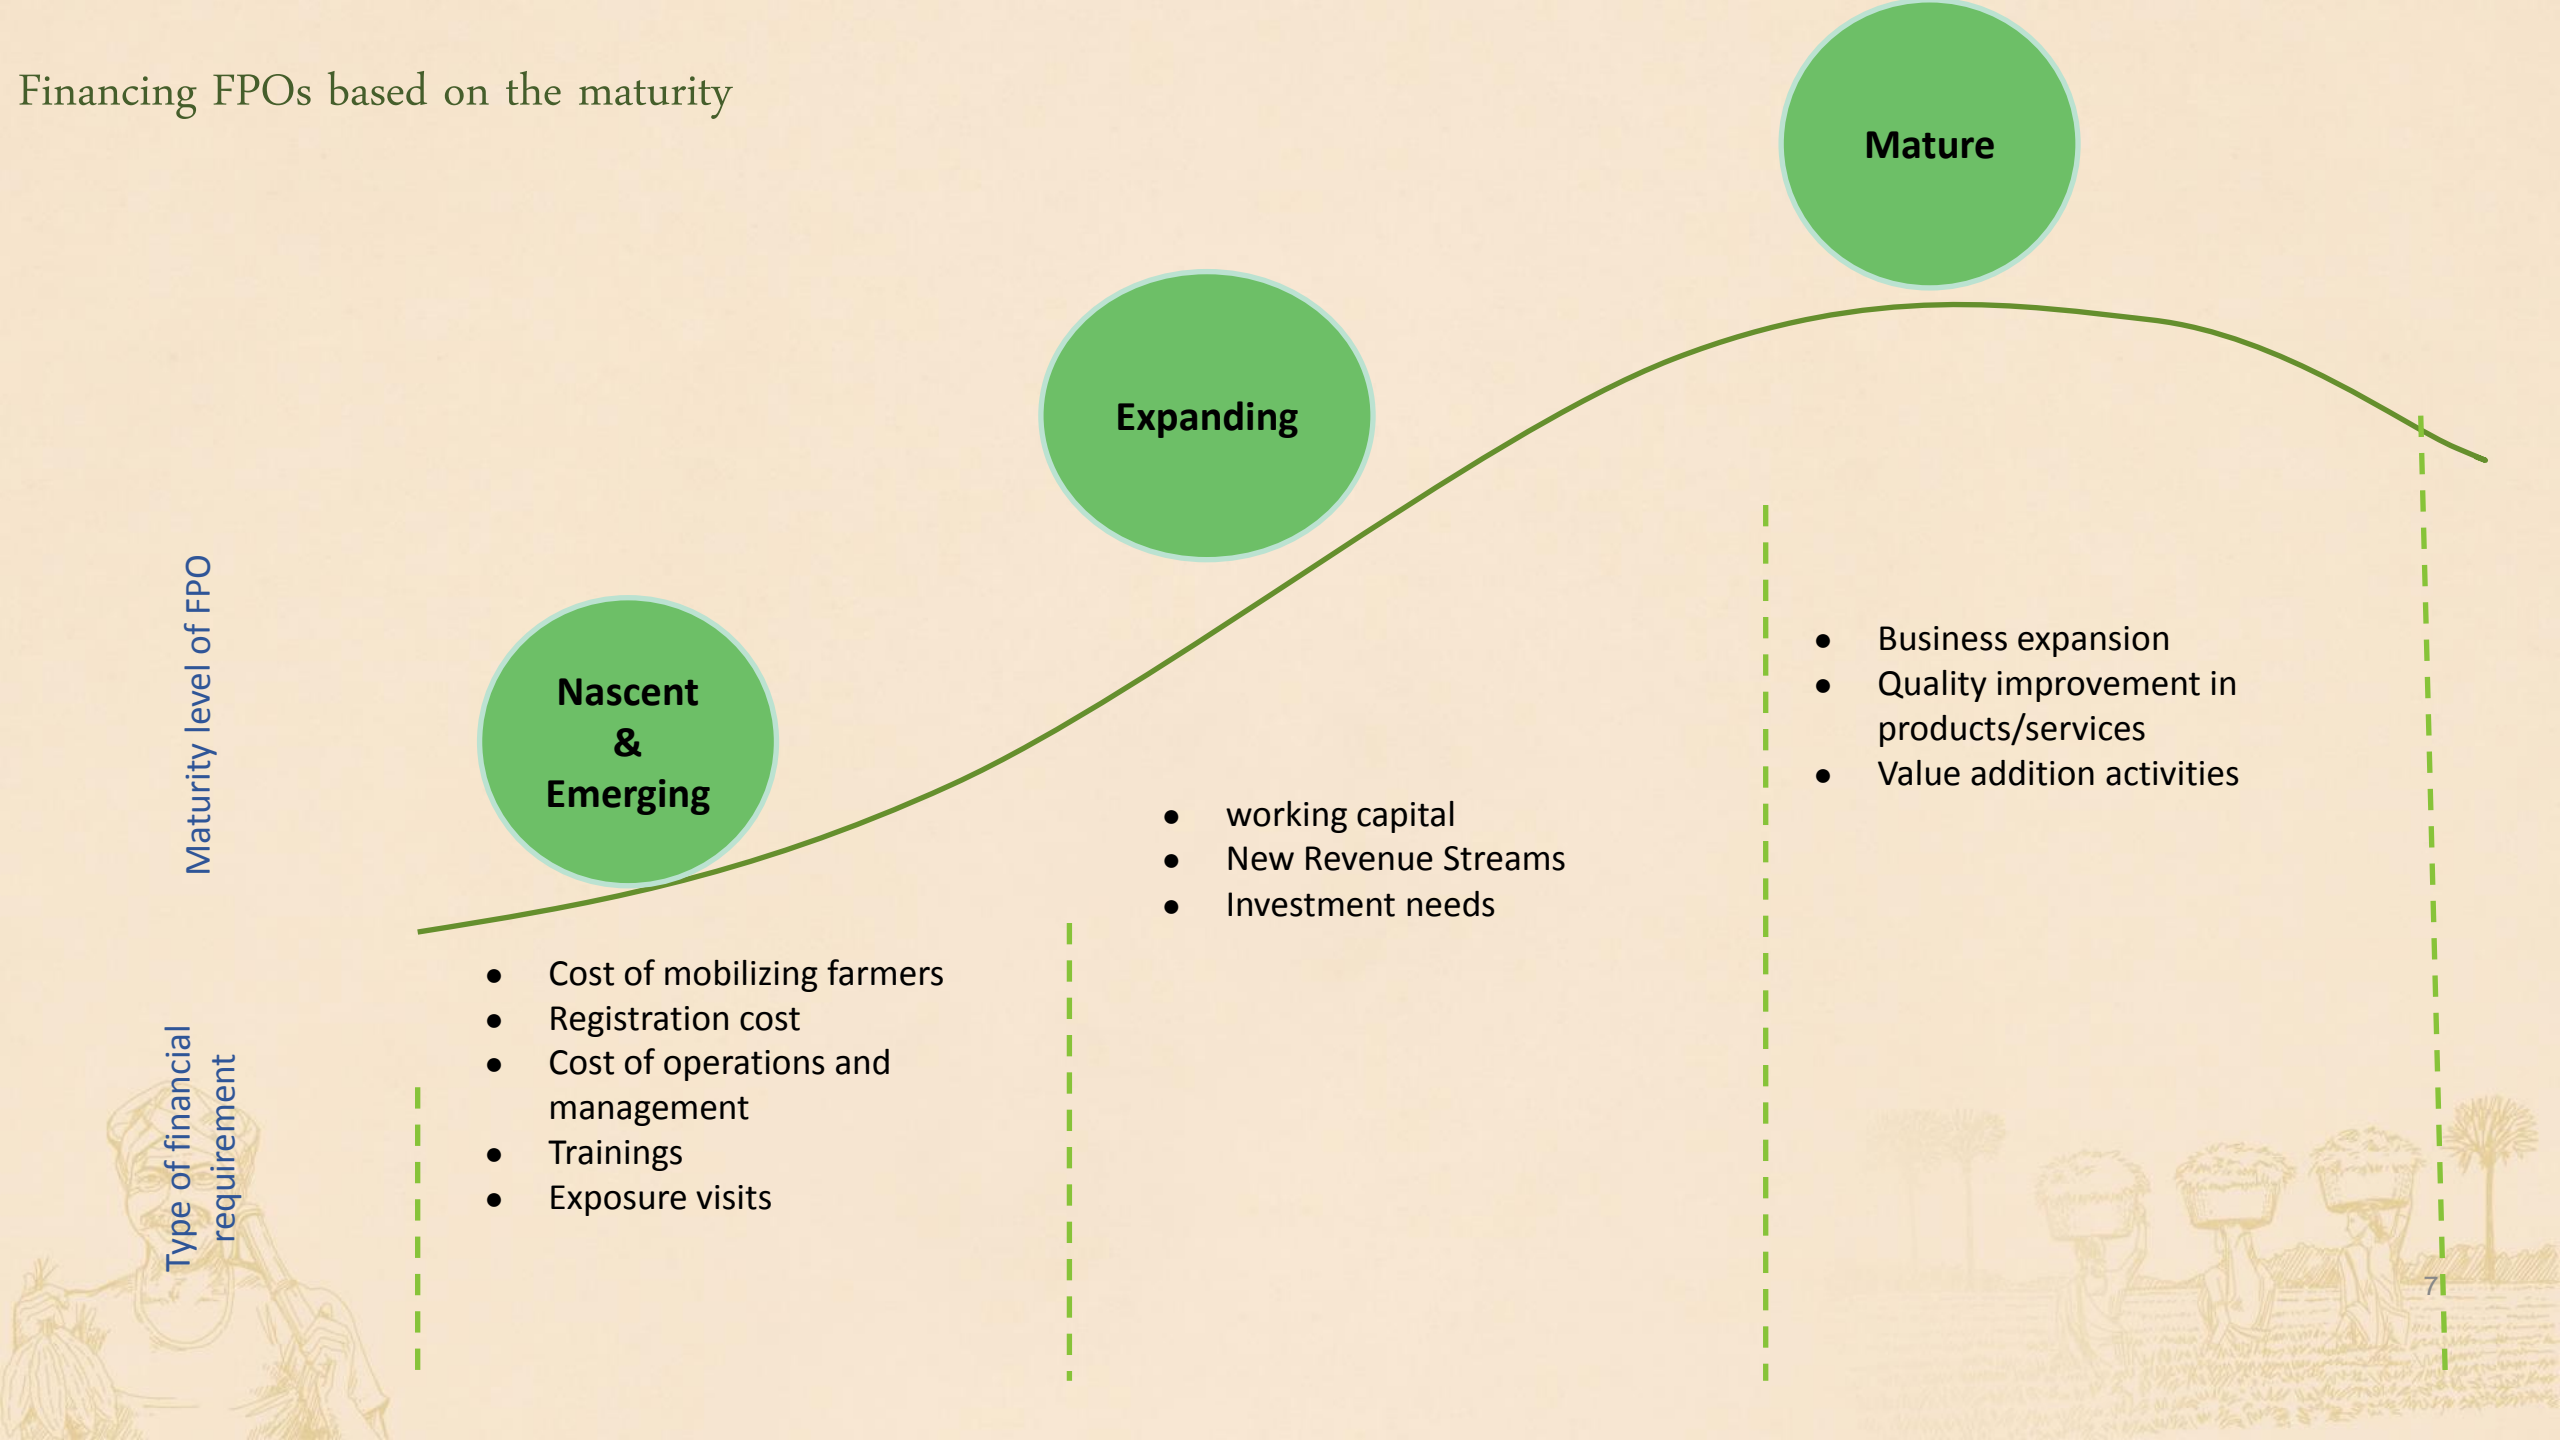 Financing FPOs based on the maturity
Mature
Expanding
Nascent
&
Emerging
Maturity level of FPO
Type of financial
requirement
● Cost of mobilizing farmers
● Registration cost
● Cost of operations and
management
● Trainings
● Exposure visits
● working capital
● New Revenue Streams
● Investment needs
● Business expansion
● Quality improvement in
products/services
● Value addition activities
7